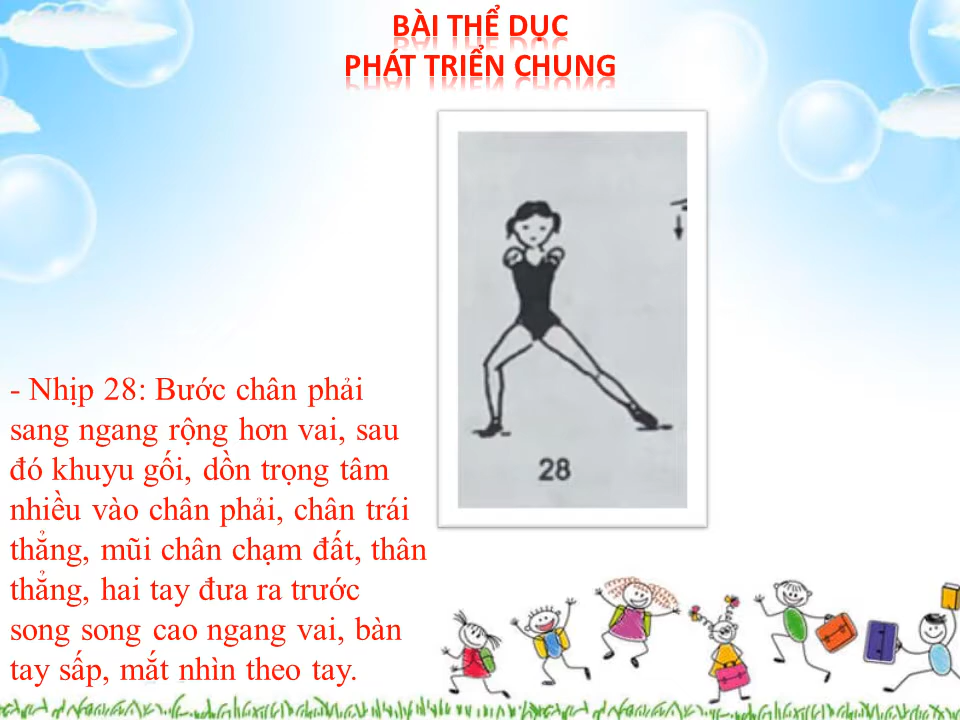 BÀI THỂ DỤC
PHÁT TRIỂN CHUNG
28
- Nhịp 28: Bước chân phải
sang ngang rộng hơn vai, sau
đó khuyu gối, dồn trọng tâm
nhiều vào chân phải, chân trái
thẳng, mũi chân chạm đất, thân
thẳng, hai tay đưa ra trước
song song cao ngang vai, bàn
tay sấp, mắt nhìn theo tay.